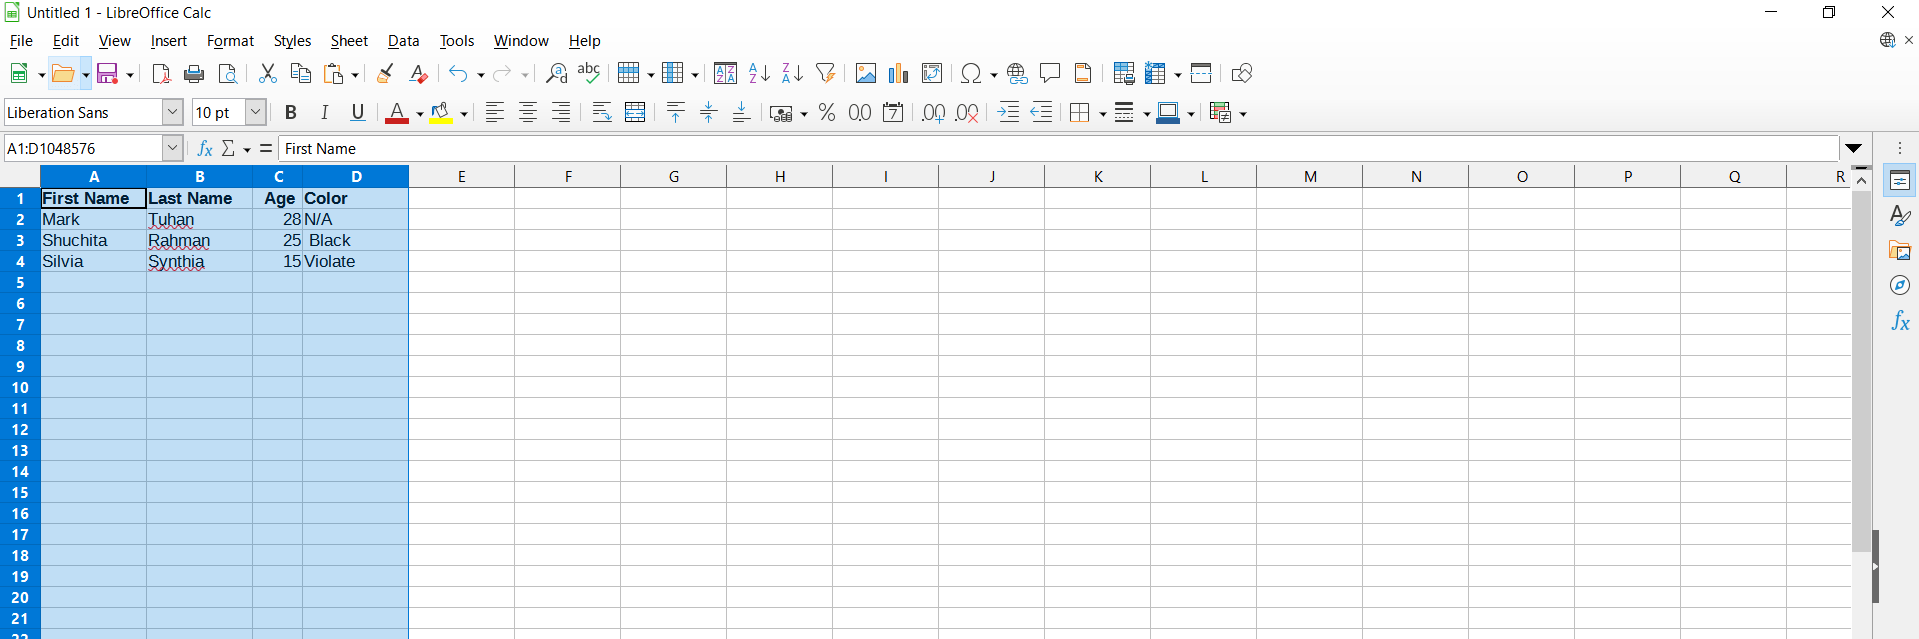 Untitled 1 - LibreOffice Calc
File Edit View Insert Format Styles Sheet Data Tools Window Help
Liberation Sans 10 pt
A1:D1048576 First Name
A B C D E F G H I J K L M N O P Q R
1 First Name Last Name Age Color
2 Mark Tuhan 28 N/A
3 Shuchita Rahman 25 Black
4 Silvia Synthia 15 Violate
5
6
7
8
9
10
11
12
13
14
15
16
17
18
19
20
21
22